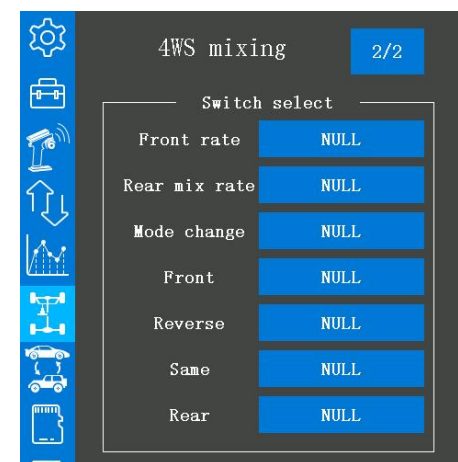 4WS mixing 2/2
Switch select
Front rate NULL
Rear mix rate NULL
Mode change NULL
Front NULL
Reverse NULL
Same NULL
Rear NULL